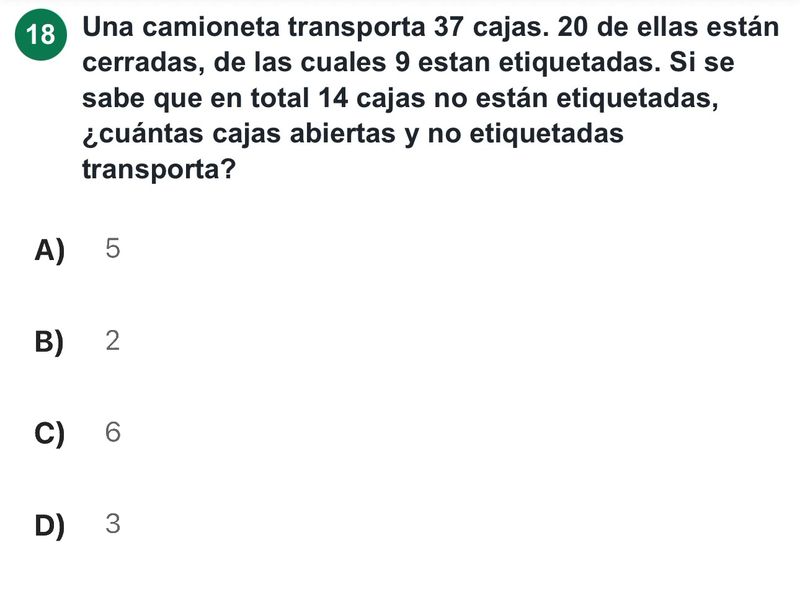 18 Una camioneta transporta 37 cajas. 20 de ellas están
cerradas, de las cuales 9 estan etiquetadas. Si se
sabe que en total 14 cajas no están etiquetadas,
¿cuántas cajas abiertas y no etiquetadas
transporta?
A) 5
B) 2
C) 6
D) 3